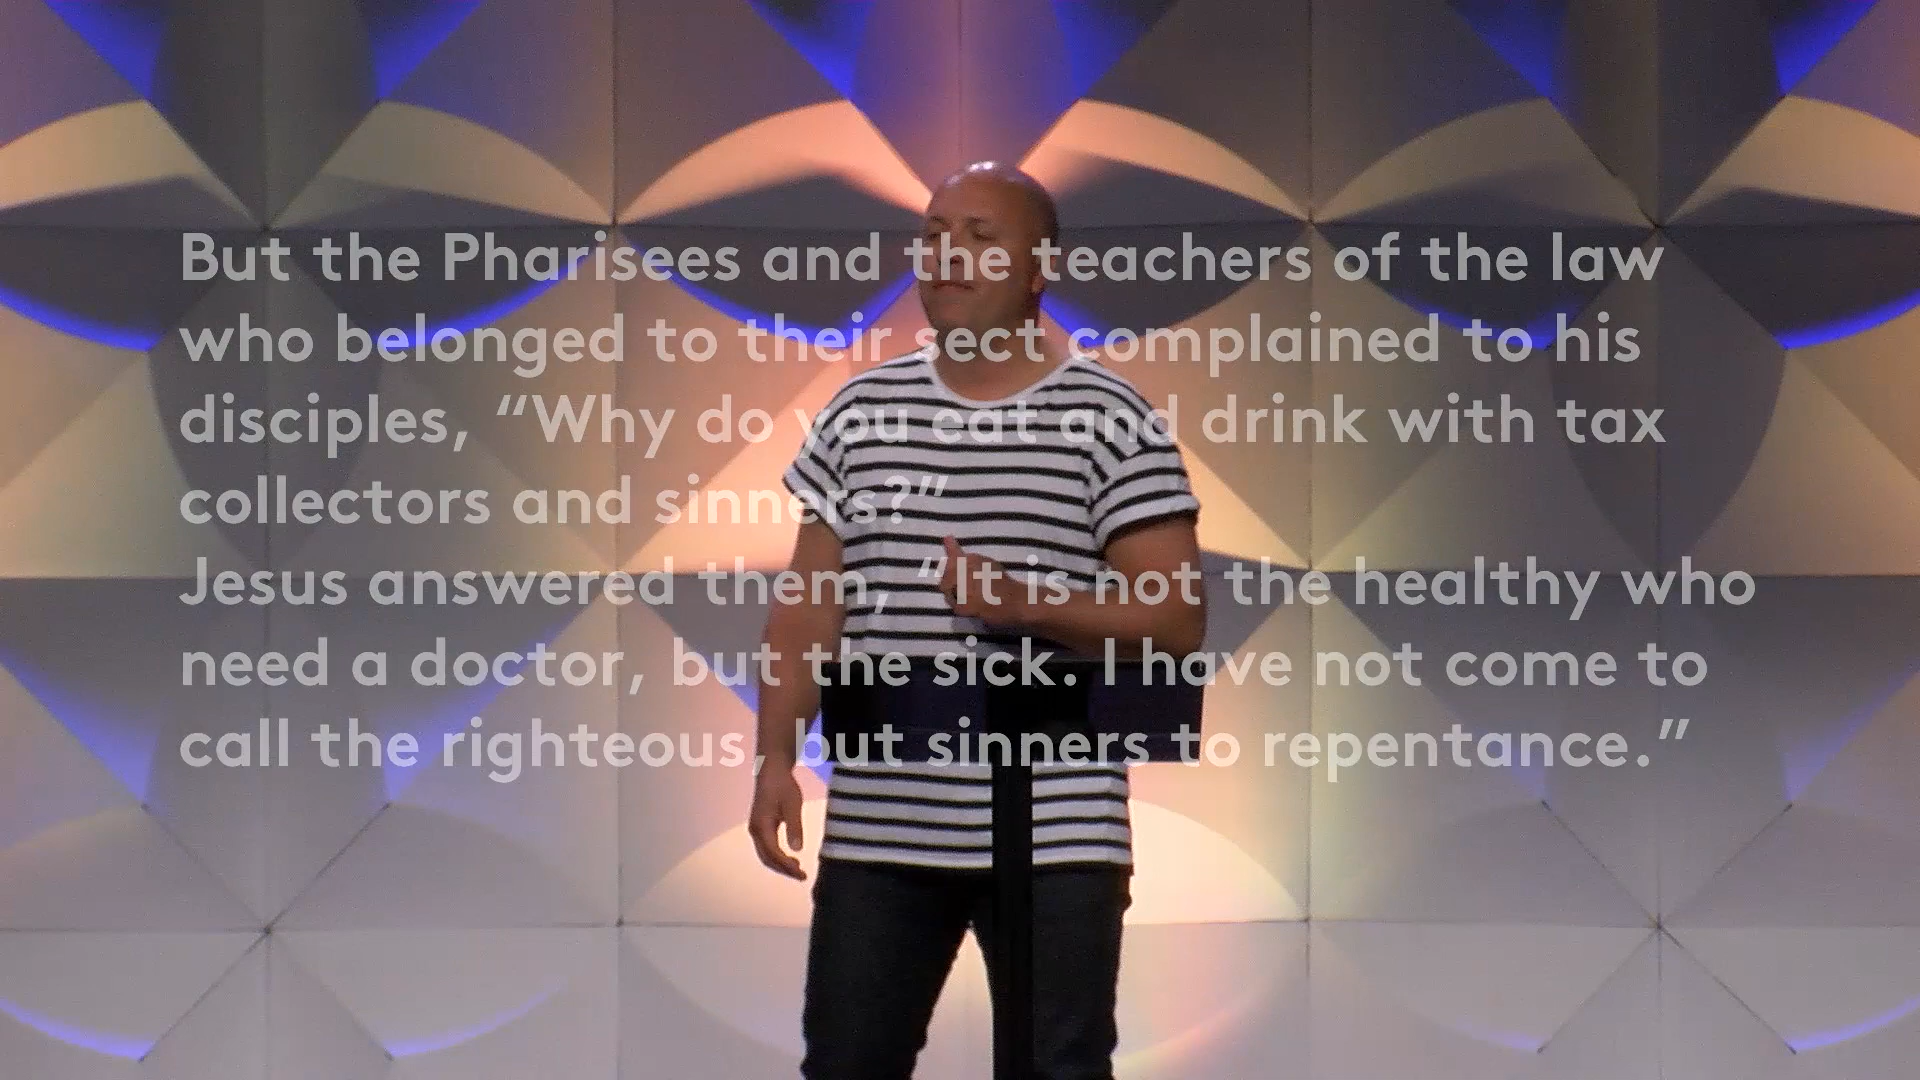 But the Pharisees and the teachers of the law
who belonged to their sect complained to his
disciples, “Why do you eat and drink with tax
collectors and sinners?”
Jesus answered them, “It is not the healthy who
need a doctor, but the sick. I have not come to
call the righteous, but sinners to repentance.”